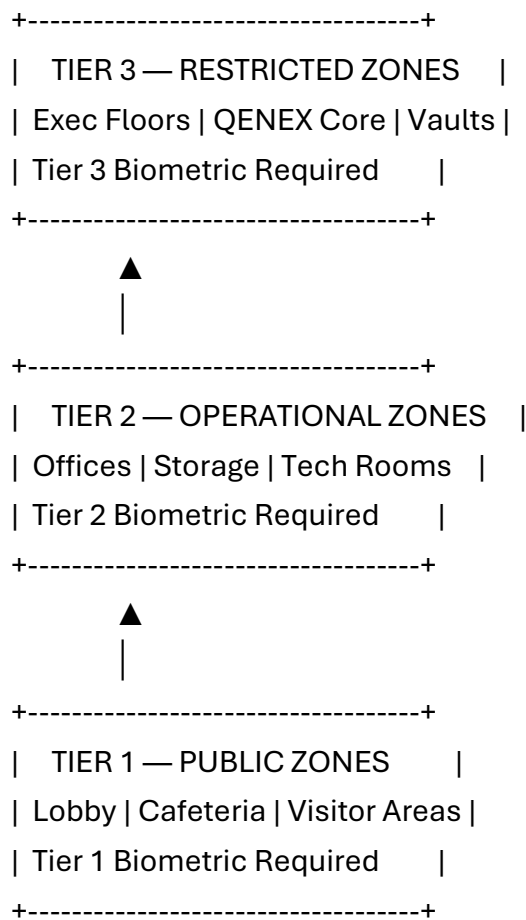 +------------------------------------+
|    TIER 3 — RESTRICTED ZONES    |
| Exec Floors | QENEX Core | Vaults |
| Tier 3 Biometric Required       |
+------------------------------------+
▲
│
+------------------------------------+
|    TIER 2 — OPERATIONAL ZONES    |
| Offices | Storage | Tech Rooms   |
| Tier 2 Biometric Required       |
+------------------------------------+
▲
│
+------------------------------------+
|    TIER 1 — PUBLIC ZONES        |
| Lobby | Cafeteria | Visitor Areas |
| Tier 1 Biometric Required       |
+------------------------------------+